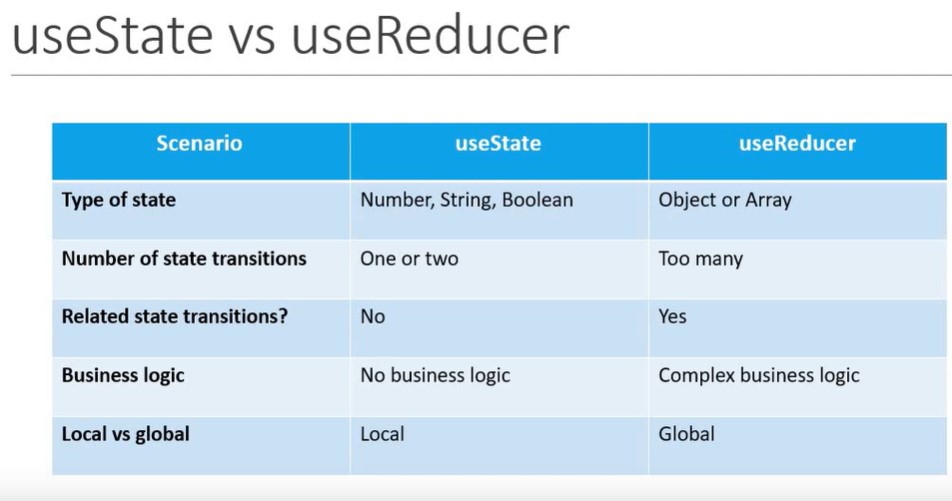 useState vs useReducer
Scenario useState useReducer
Type of state Number, String, Boolean Object or Array
Number of state transitions One or two Too many
Related state transitions? No Yes
Business logic No business logic Complex business logic
Local vs global Local Global